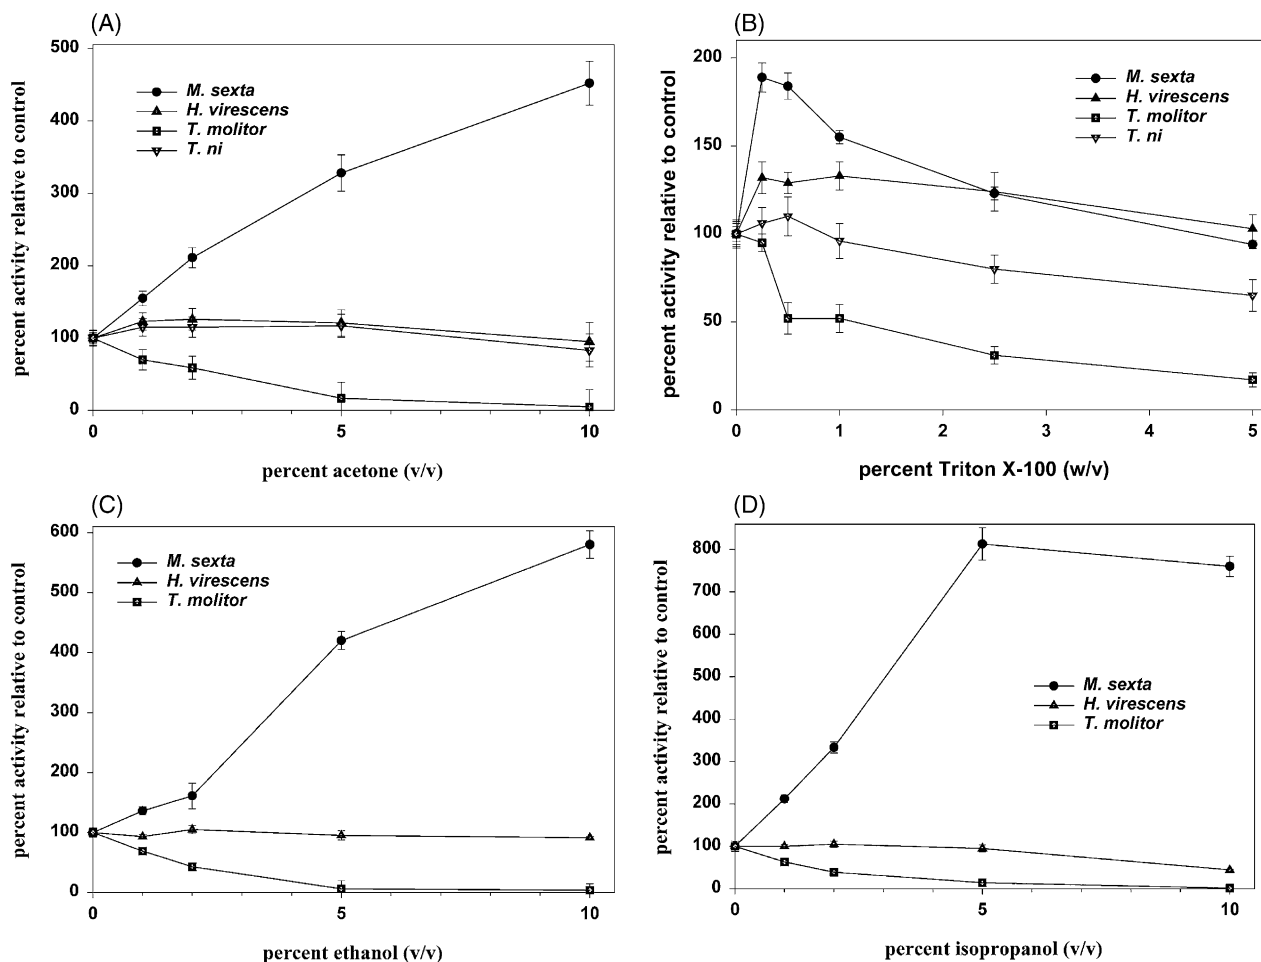 (A)
percent activity relative to control
500
400
300
200
100
0
M. sexta
H. virescens
T. molitor
T. ni
0 5 10
percent acetone (v/v)
(B)
percent activity relative to control
200
150
100
50
0
M. sexta
H. virescens
T. molitor
T. ni
0 1 2 3 4 5
percent Triton X-100 (w/v)
(C)
percent activity relative to control
600
500
400
300
200
100
0
M. sexta
H. virescens
T. molitor
0 5 10
percent ethanol (v/v)
(D)
percent activity relative to control
800
700
600
500
400
300
200
100
0
M. sexta
H. virescens
T. molitor
0 5 10
percent isopropanol (v/v)